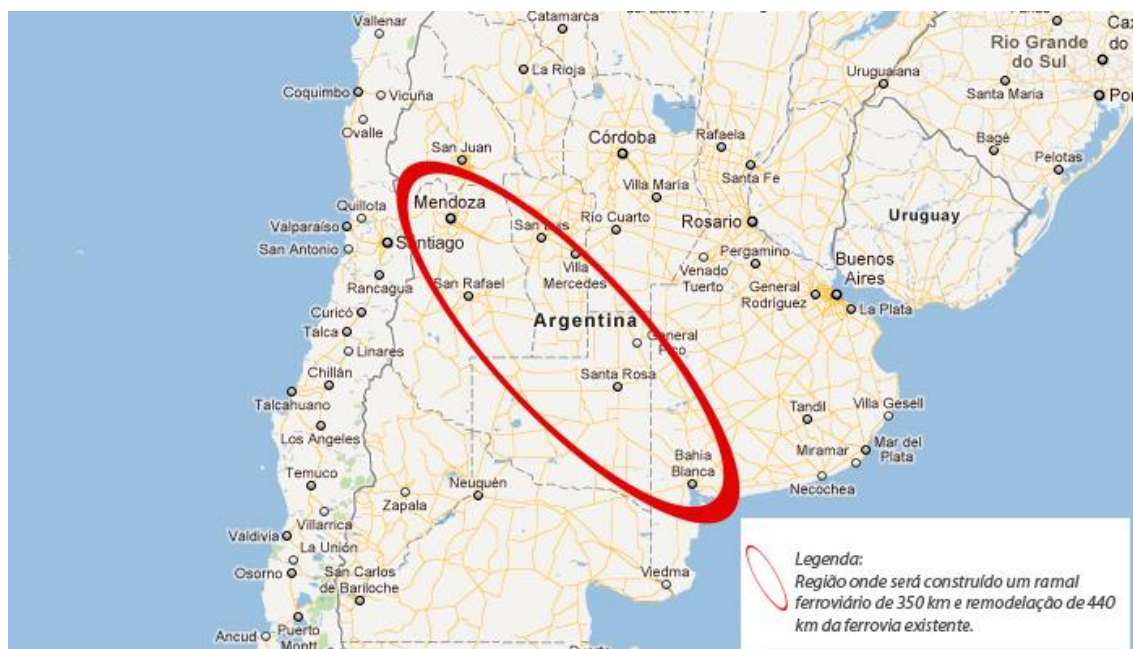 Vallenar
Catamarca
La Rioja
Coquimbo
Vicuña
Ovalle
San Juan
Córdoba
Rafaela
Santa Fe
Uruguaiana
Rio Grande
do Sul
Santa Maria
Bagé
Pelotas
Villa Maria
Quillota
Mendoza
Valparaíso
San Antonio
Santiago
Rancagua
San Luis
Río Cuarto
Villa
Mercedes
Rosario
Pergamino
Venado
Tuerto
General
Rodríguez
Buenos
Aires
La Plata
Uruguay
San Rafael
Curicó
Talca
Linares
Chillán
Talcahuano
Los Angeles
Temuco
Argentina
General
Pico
Santa Rosa
Tandil
Villa Gesell
Miramar
Mar del
Plata
Necochea
Bahía
Blanca
Neuquén
Zapala
Villarrica
Valdivia
La Unión
Osorno
San Carlos
de Bariloche
Viedma
Ancud
Puerto
Montt
Legenda:
Região onde será construído um ramal
ferroviário de 350 km e remodelação de 440
km da ferrovia existente.